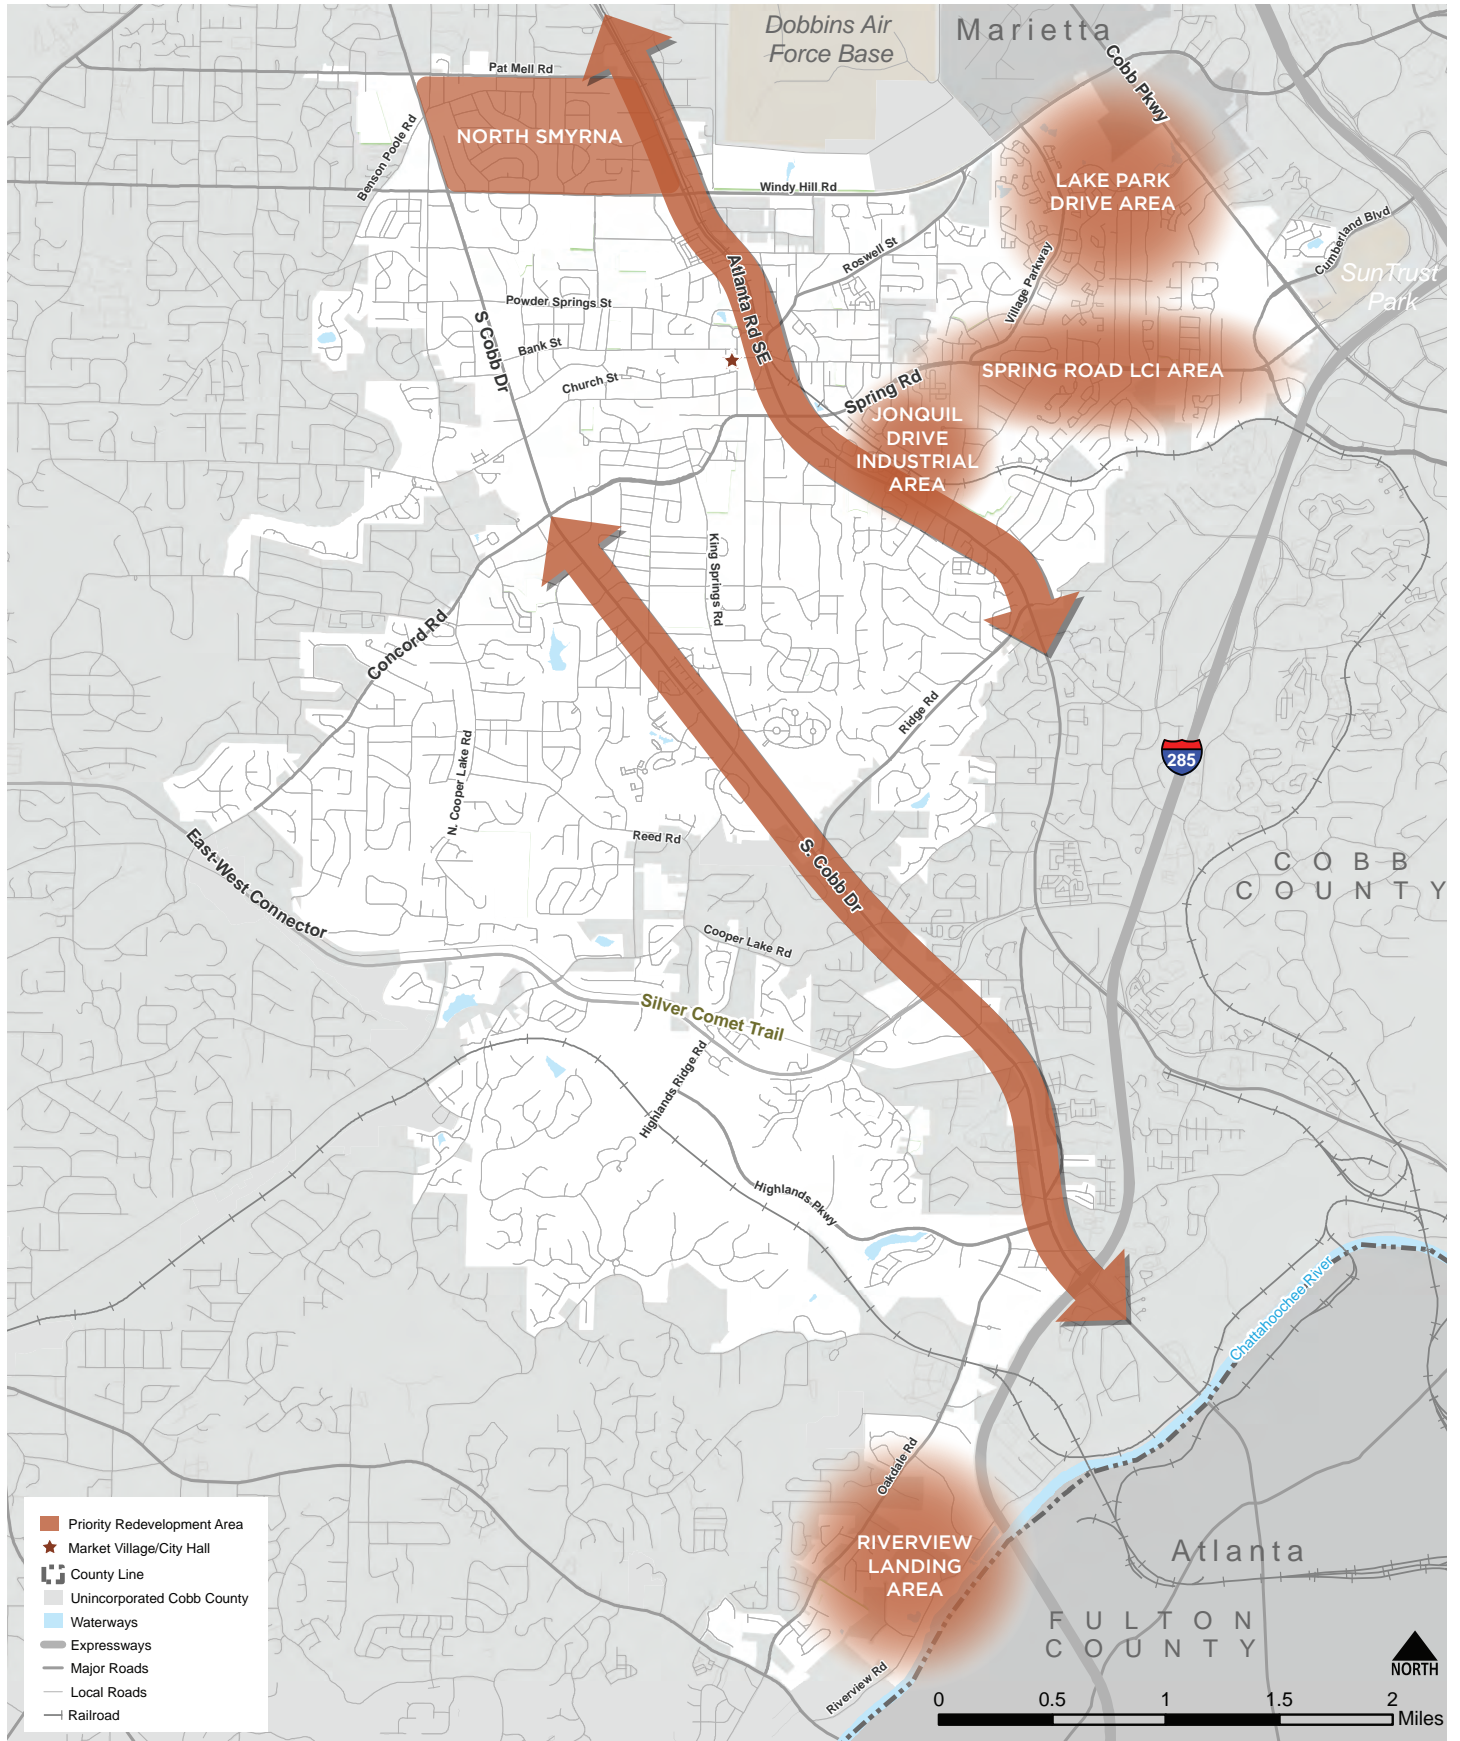 Dobbins Air
Force Base
Marietta
Cobb Pkwy
Pat Mell Rd
NORTH SMYRNA
Benson Poole Rd
LAKE PARK
DRIVE AREA
Windy Hill Rd
Cumberland Blvd
SunTrust
Park
Roswell St
Village Parkway
Atlanta Rd SE
Powder Springs St
S Cobb Dr
Bank St
Church St
Spring Rd
SPRING ROAD LCI AREA
JONQUIL
DRIVE
INDUSTRIAL
AREA
King Springs Rd
Concord Rd
Ridge Rd
285
N. Cooper Lake Rd
Reed Rd
S. Cobb Dr
COBB
COUNTY
East-West Connector
Cooper Lake Rd
Silver Comet Trail
Highlands Ridge Rd
Highlands Pkwy
Chattahoochee River
Oakdale Rd
RIVERVIEW
LANDING
AREA
Atlanta
FULTON
COUNTY
Riverview Rd
Priority Redevelopment Area
Market Village/City Hall
County Line
Unincorporated Cobb County
Waterways
Expressways
Major Roads
Local Roads
Railroad
NORTH
0 0.5 1 1.5 2
Miles